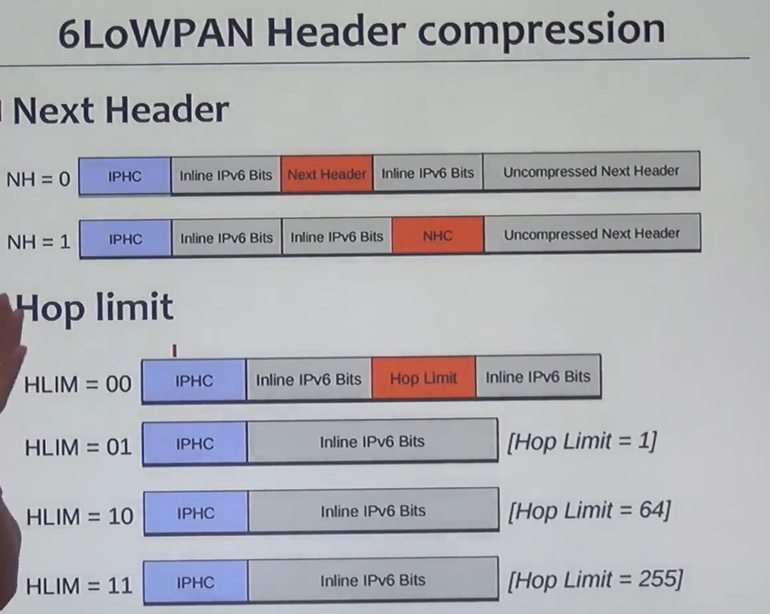 6LoWPAN Header compression
Next Header
NH = 0 IPHC Inline IPv6 Bits Next Header Inline IPv6 Bits Uncompressed Next Header
NH = 1 IPHC Inline IPv6 Bits Inline IPv6 Bits NHC Uncompressed Next Header
Hop limit
HLIM = 00 IPHC Inline IPv6 Bits Hop Limit Inline IPv6 Bits
HLIM = 01 IPHC Inline IPv6 Bits [Hop Limit = 1]
HLIM = 10 IPHC Inline IPv6 Bits [Hop Limit = 64]
HLIM = 11 IPHC Inline IPv6 Bits [Hop Limit = 255]